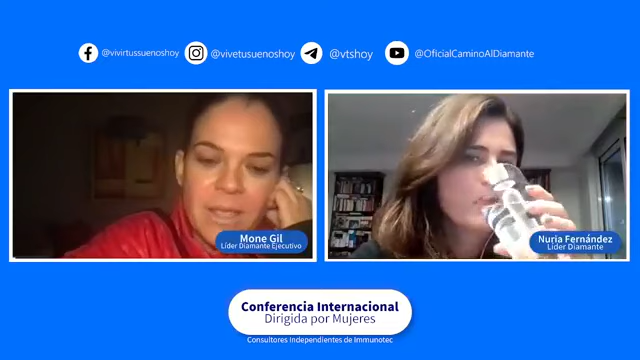 @vivirtussuenoshoy
@vivetusuenoshoy
@vtshoy
@OficialCaminoAlDiamante
Mone Gil
Líder Diamante Ejecutivo
Nuria Fernández
Líder Diamante
Conferencia Internacional
Dirigida por Mujeres
Consultores Independientes de Immunotec